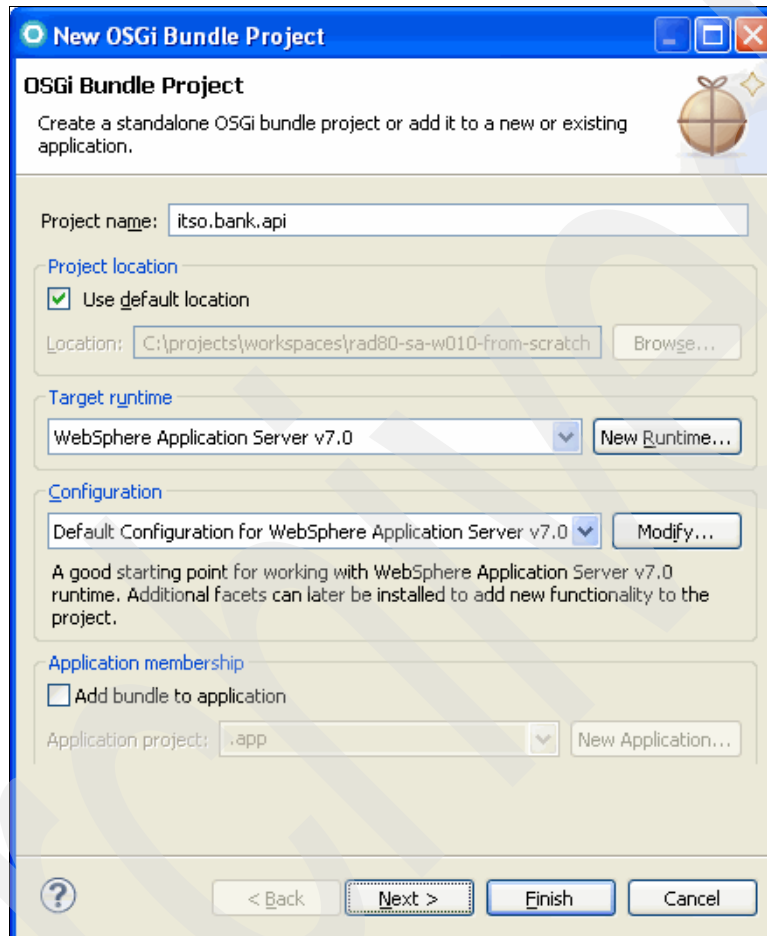 New OSGi Bundle Project
OSGi Bundle Project
Create a standalone OSGi bundle project or add it to a new or existing
application.
Project name: itso.bank.api
Project location
Use default location
Location: C:\projects\workspaces\rad80-sa-w010-from-scratch Browse...
Target runtime
WebSphere Application Server v7.0 New Runtime...
Configuration
Default Configuration for WebSphere Application Server v7.0 Modify...
A good starting point for working with WebSphere Application Server v7.0
runtime. Additional facets can later be installed to add new functionality to the
project.
Application membership
Add bundle to application
Application project: .app New Application...
? < Back Next > Finish Cancel